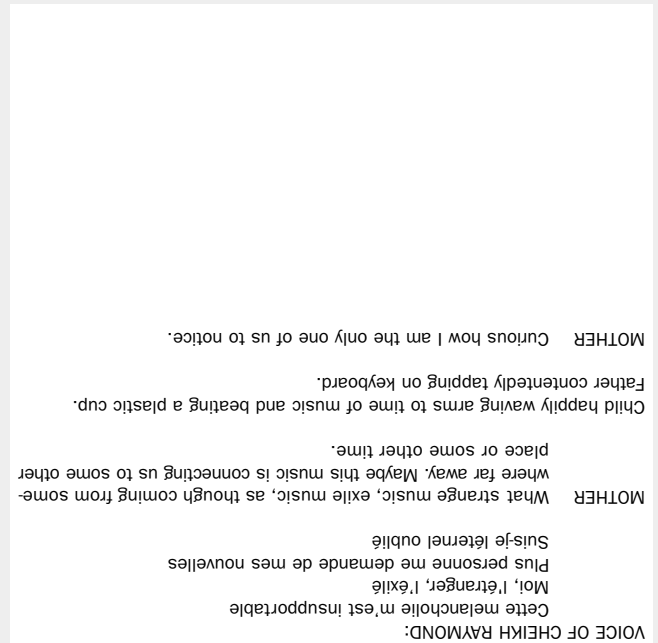 VOICE OF CHEIKH RAYMOND:
Cette melancholie m'est insupportable
Moi, l'étranger, l'éxilé
Plus personne me demande de mes nouvelles
Suis-je léternel oublié
MOTHER What strange music, exile music, as though coming from some-
where far away. Maybe this music is connecting us to some other
place or some other time.
Child happily waving arms to time of music and beating a plastic cup.
Father contentedly tapping on keyboard.
MOTHER Curious how I am the only one of us to notice.